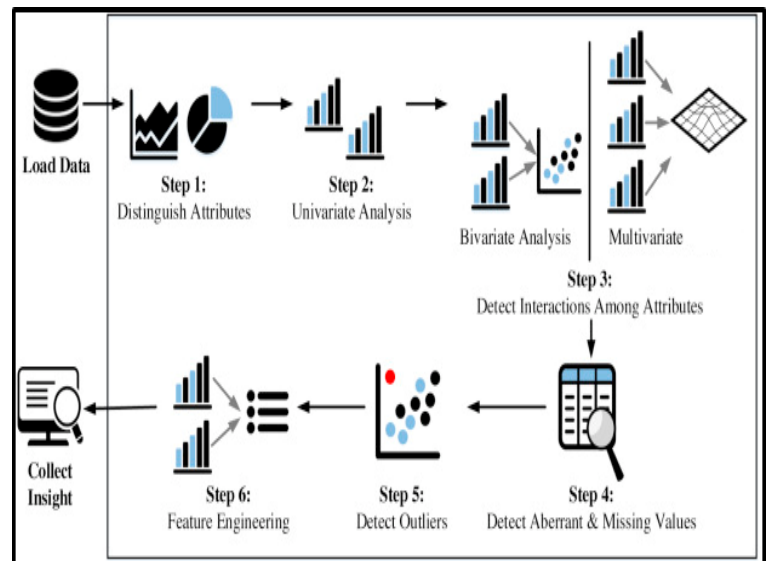 Load Data
Step 1:
Distinguish Attributes
Step 2:
Univariate Analysis
Bivariate Analysis
Multivariate
Step 3:
Detect Interactions Among Attributes
Step 4:
Detect Aberrant & Missing Values
Step 5:
Detect Outliers
Step 6:
Feature Engineering
Collect
Insight